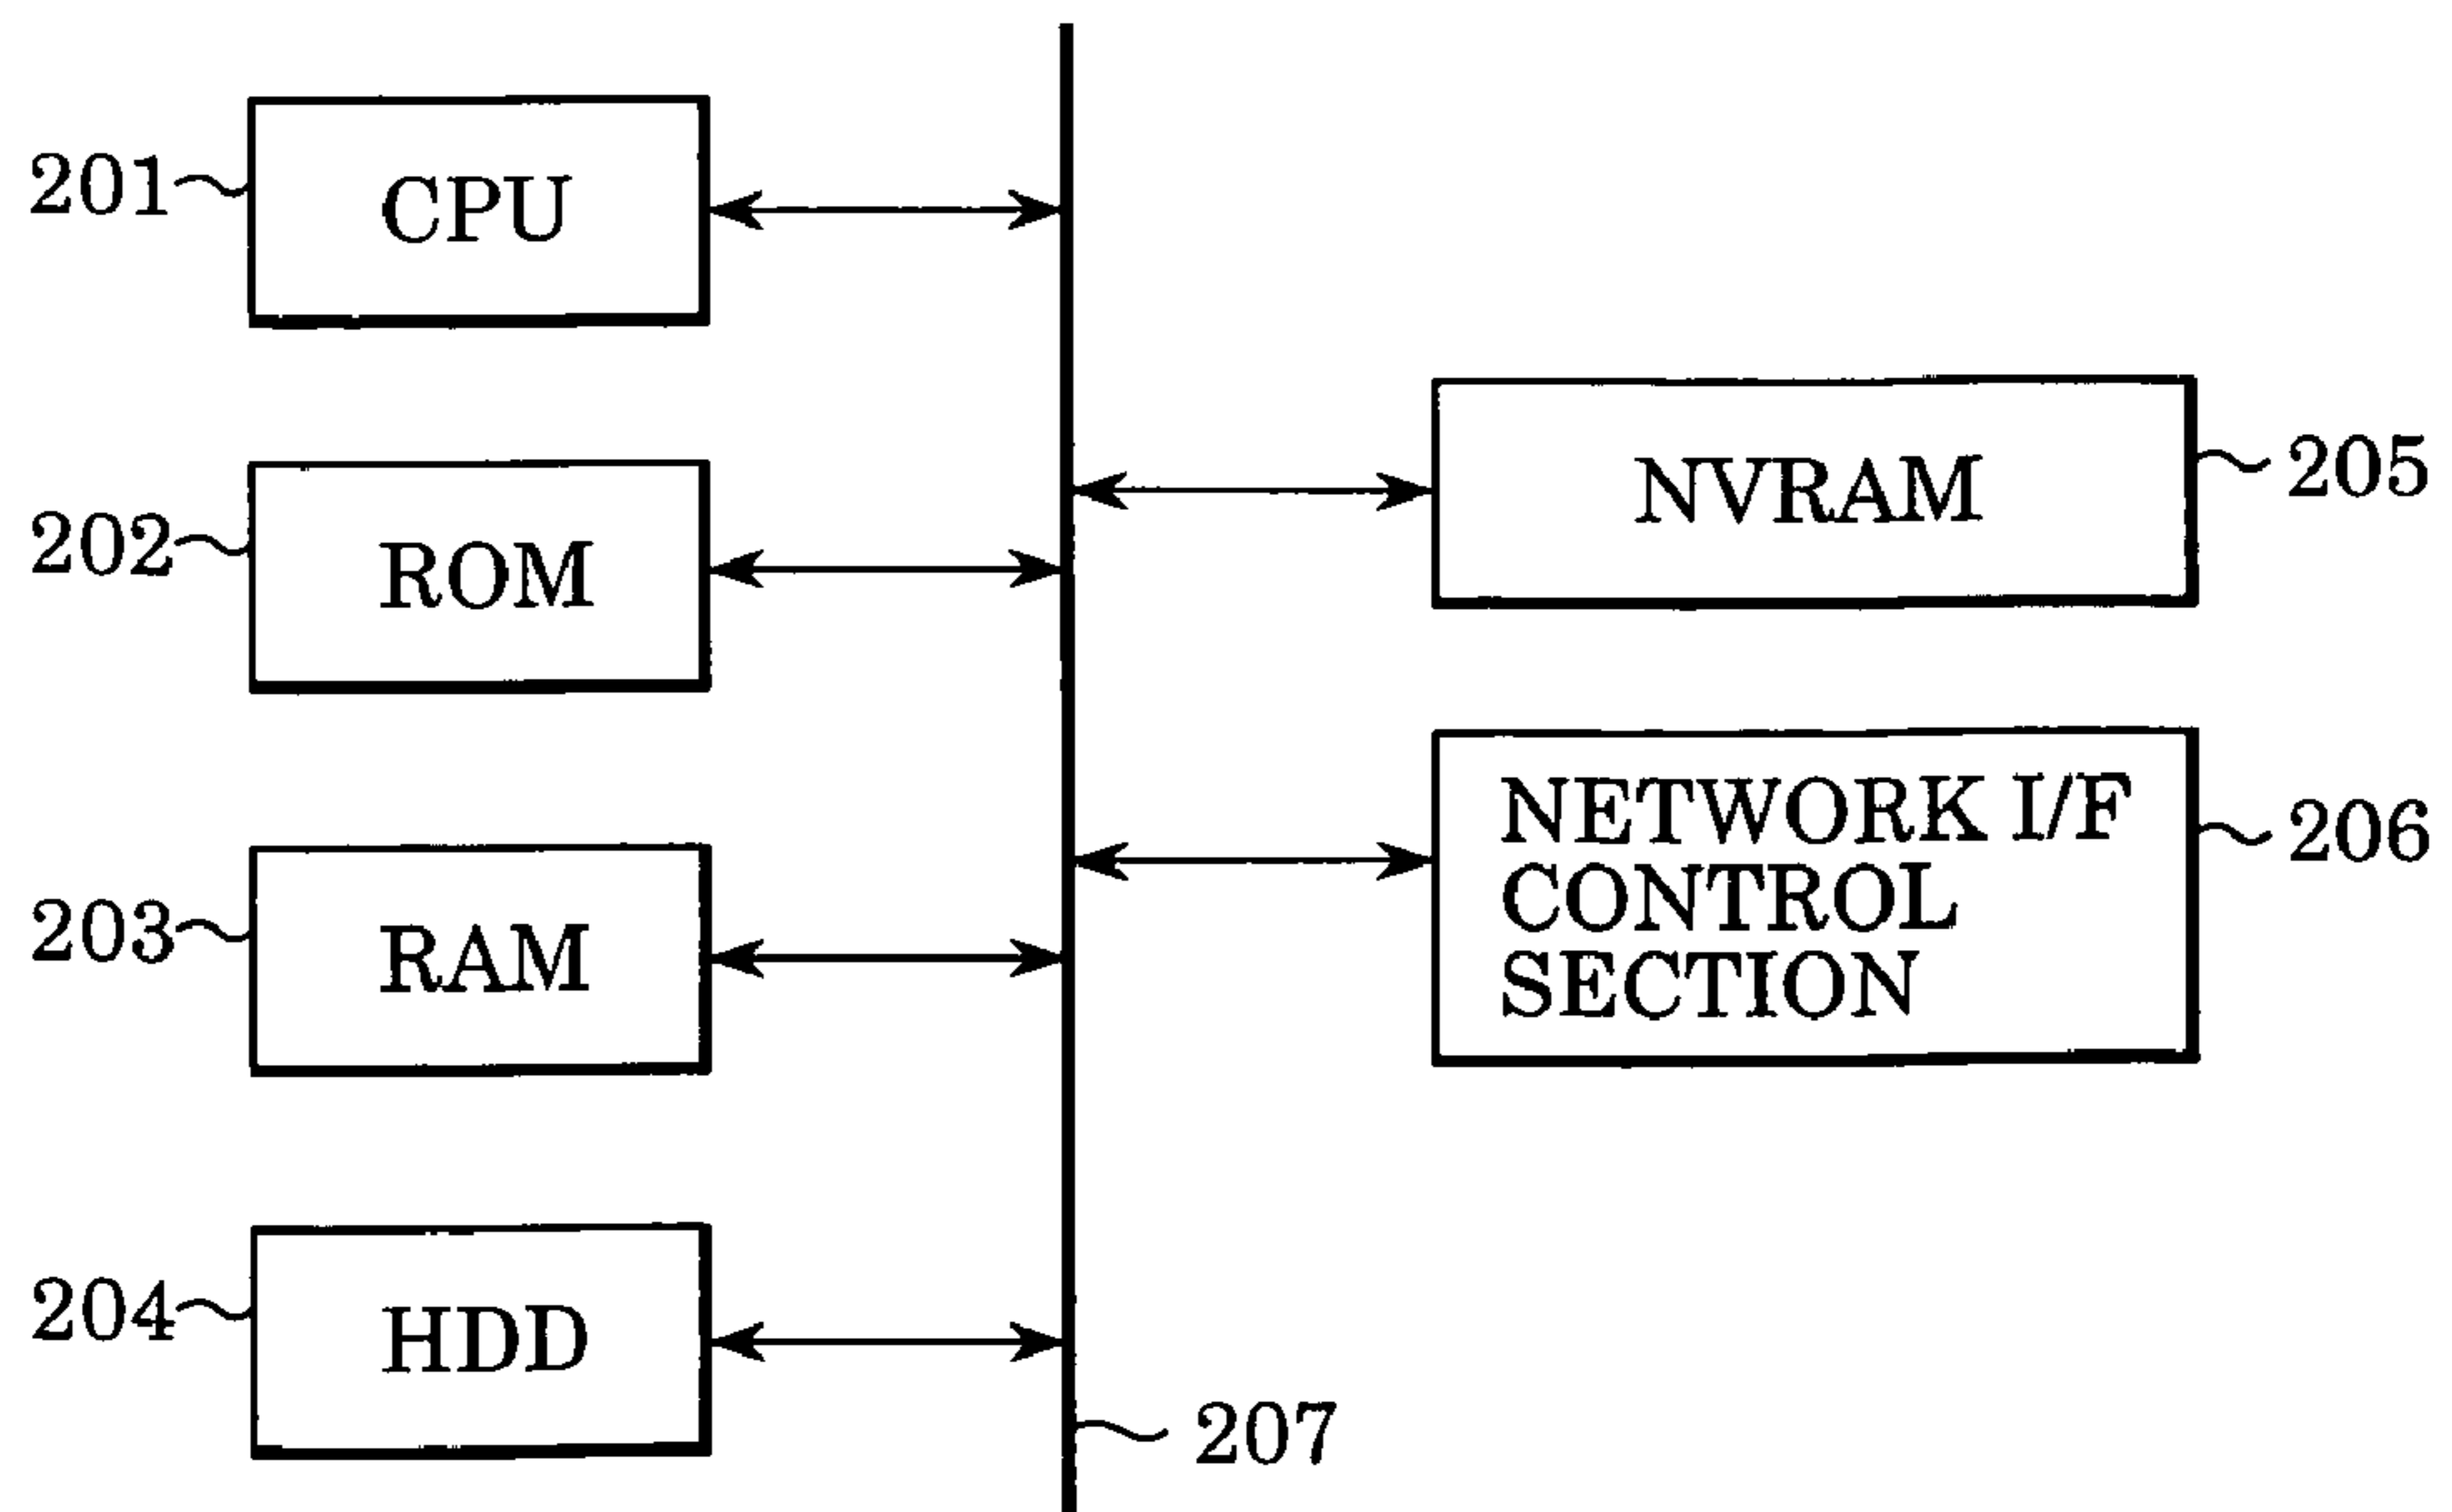 201
CPU
202
ROM
203
RAM
204
HDD
NVRAM
205
NETWORK I/F
CONTROL
SECTION
206
207